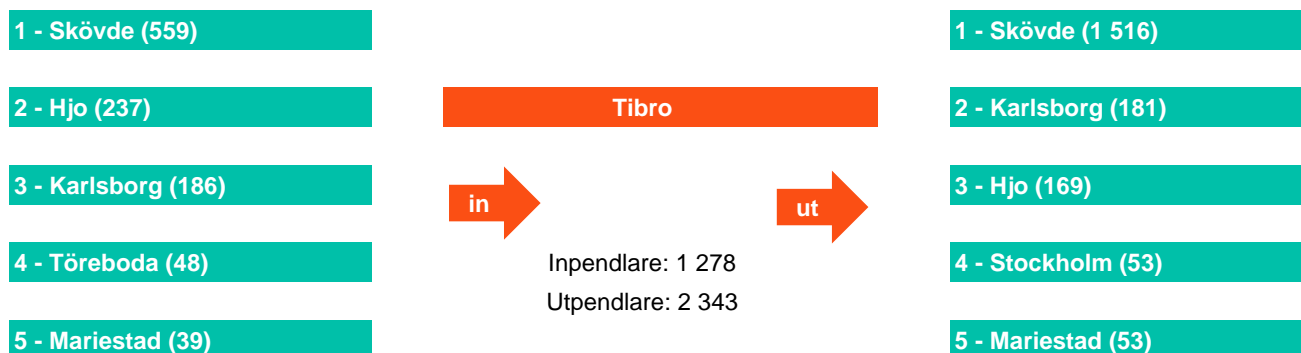 1 - Skövde (559)
2 - Hjo (237)
3 - Karlsborg (186)
4 - Töreboda (48)
5 - Mariestad (39)
Tibro
in
ut
Inpendlare: 1 278
Utpendlare: 2 343
1 - Skövde (1 516)
2 - Karlsborg (181)
3 - Hjo (169)
4 - Stockholm (53)
5 - Mariestad (53)